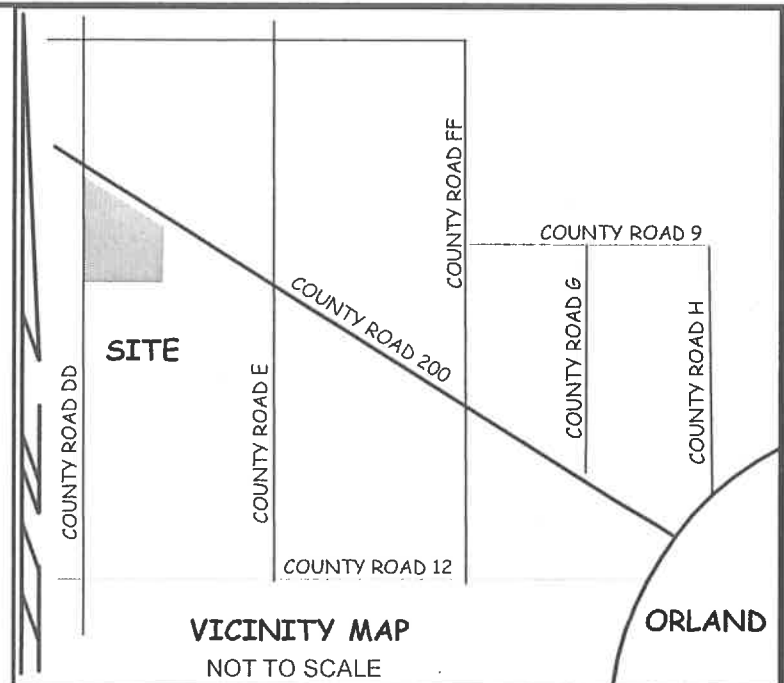 COUNTY ROAD FF
COUNTY ROAD 9
COUNTY ROAD G
COUNTY ROAD H
COUNTY ROAD 200
SITE
COUNTY ROAD DD
COUNTY ROAD E
COUNTY ROAD 12
VICINITY MAP
NOT TO SCALE
ORLAND